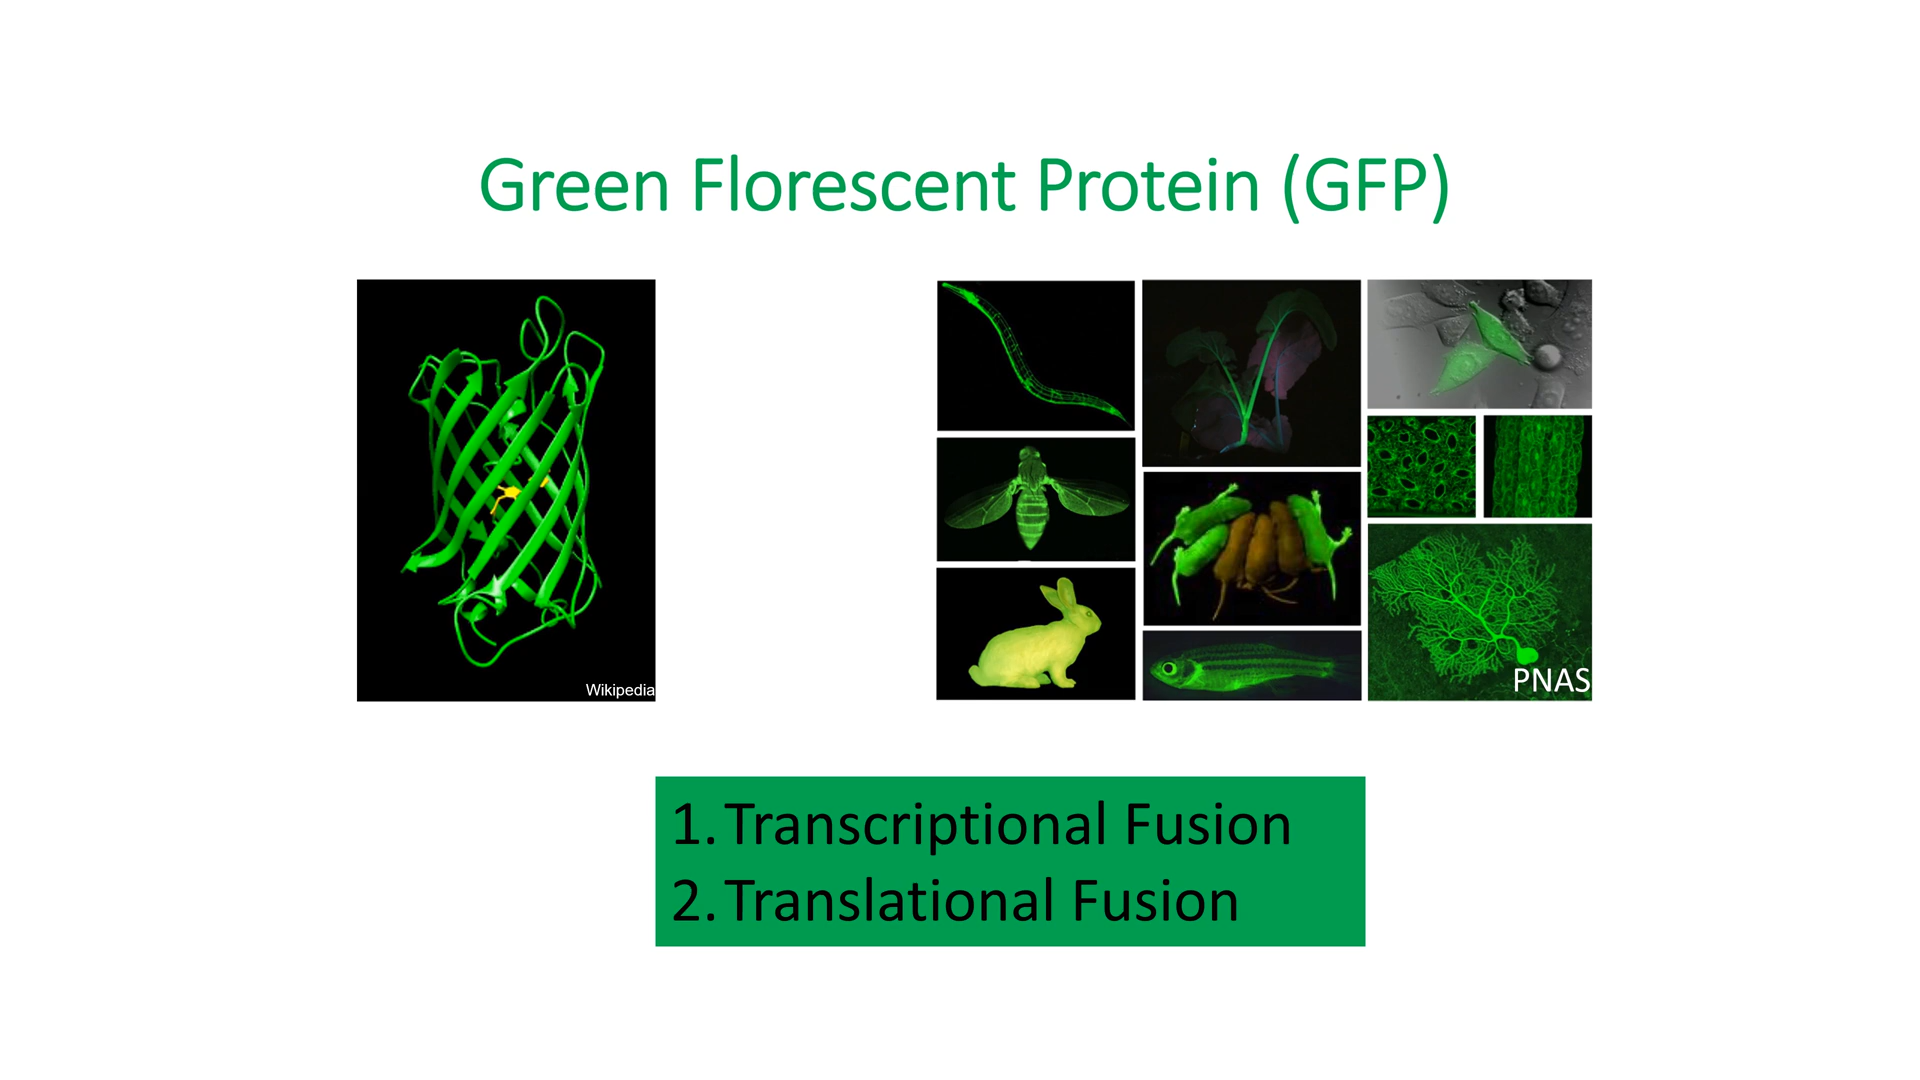 Green Florescent Protein (GFP)
Wikipedia
PNAS
1. Transcriptional Fusion
2. Translational Fusion